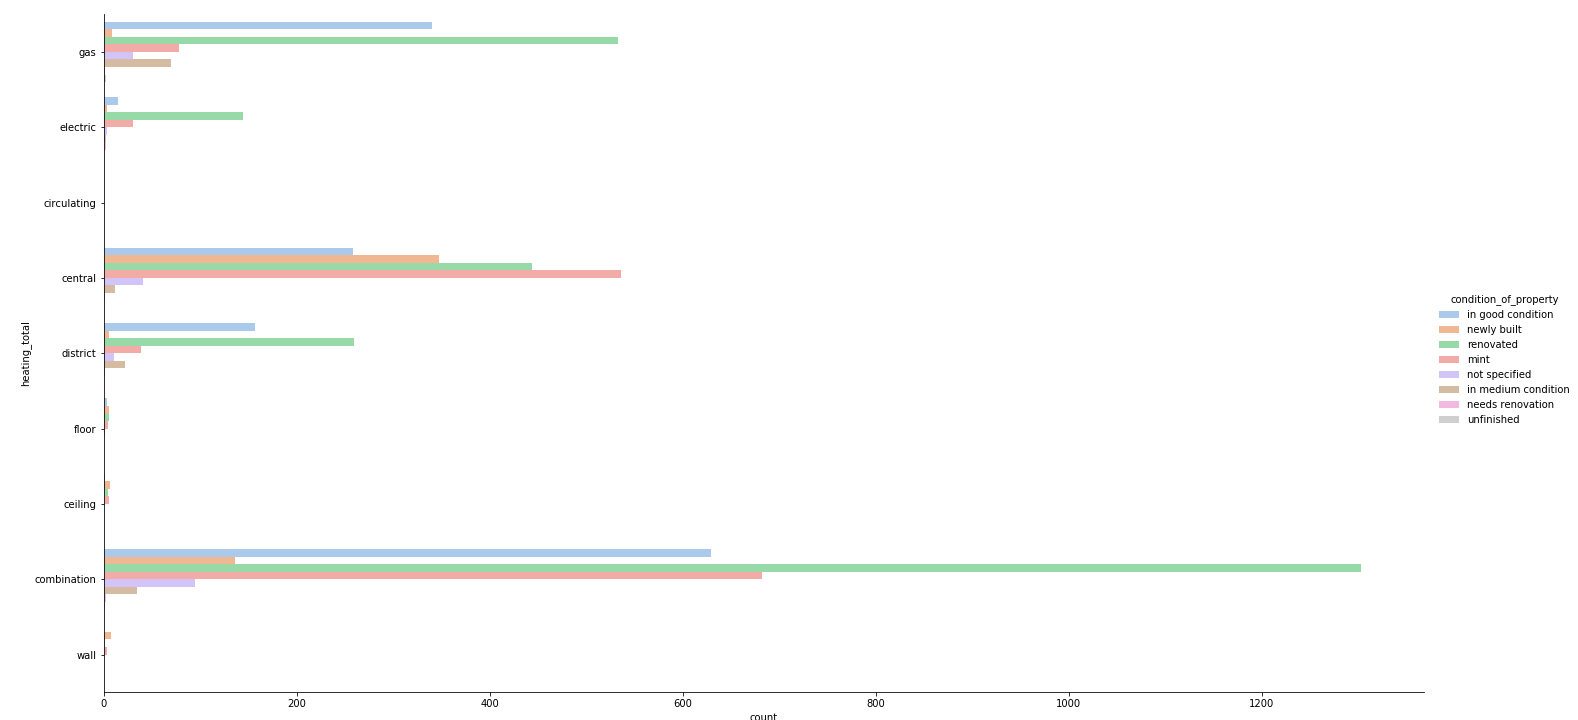 gas
electric
circulating
central
district
floor
ceiling
combination
wall
heating_total
0 200 400 600 800 1000 1200
count
condition_of_property
in good condition
newly built
renovated
mint
not specified
in medium condition
needs renovation
unfinished